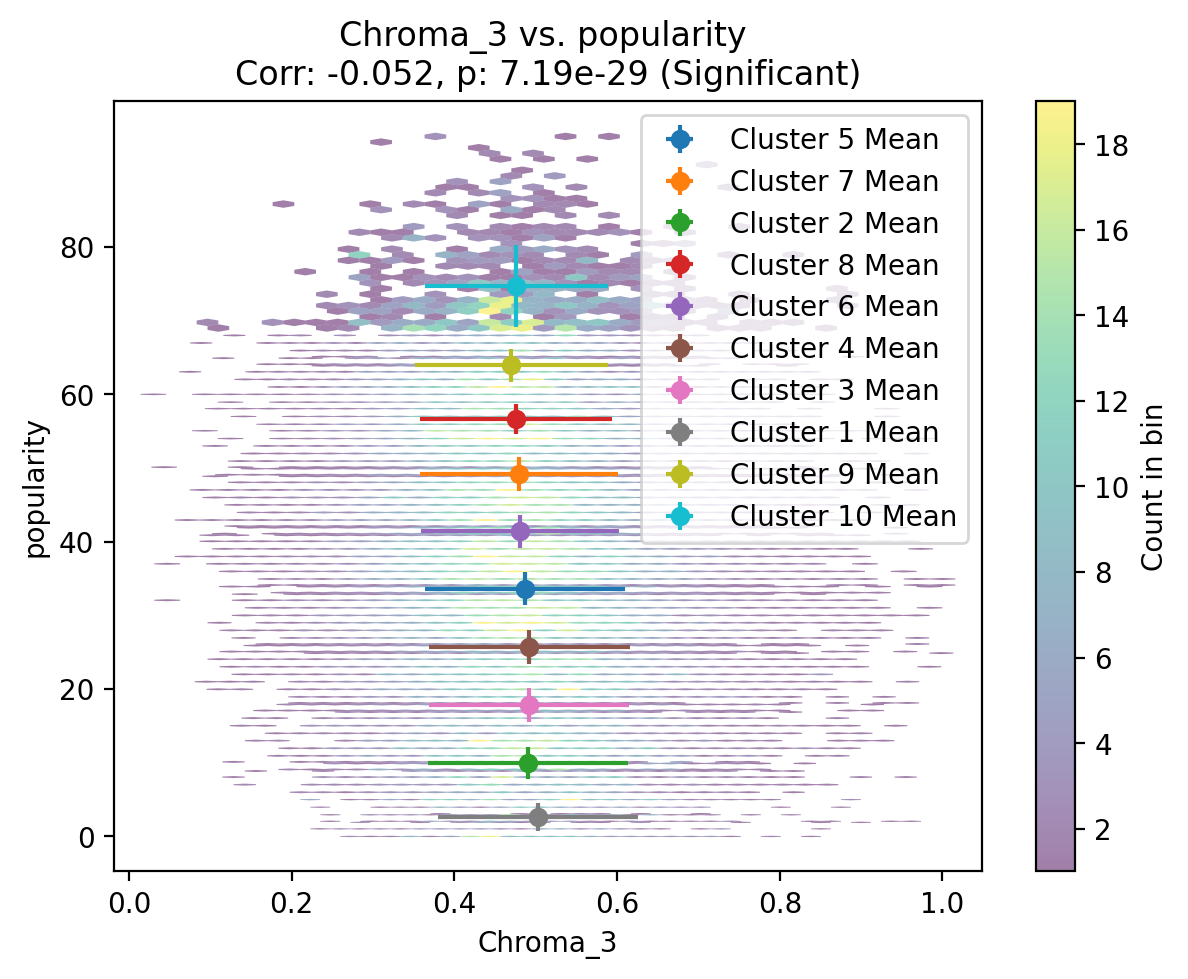 Chroma_3 vs. popularity
Corr: -0.052, p: 7.19e-29 (Significant)
popularity
80
60
40
20
0
0.0 0.2 0.4 0.6 0.8 1.0
Chroma_3
Cluster 5 Mean
Cluster 7 Mean
Cluster 2 Mean
Cluster 8 Mean
Cluster 6 Mean
Cluster 4 Mean
Cluster 3 Mean
Cluster 1 Mean
Cluster 9 Mean
Cluster 10 Mean
18
16
14
12
10
8
6
4
2
Count in bin